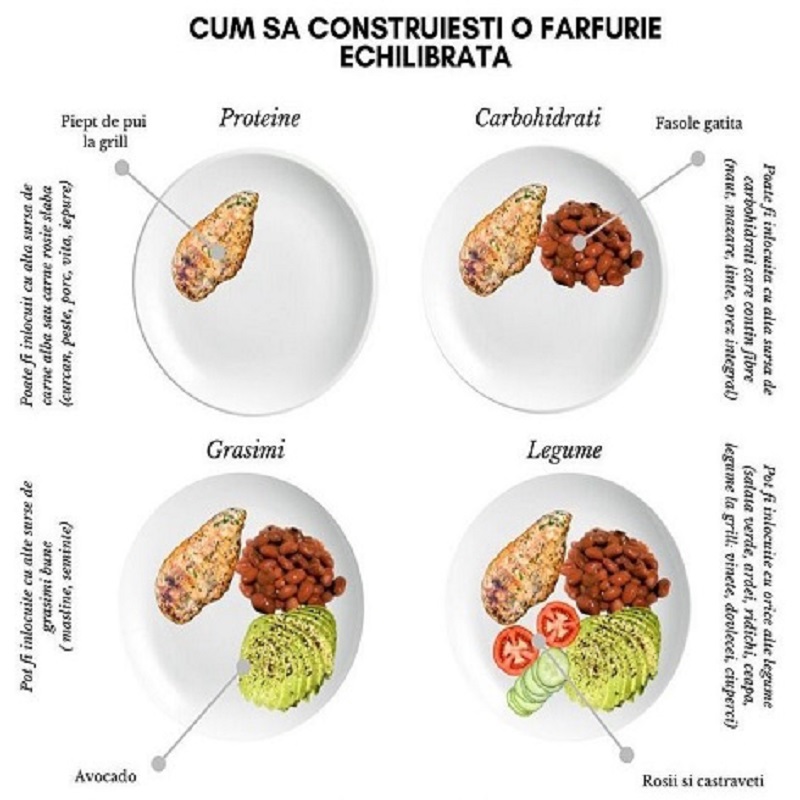 CUM SA CONSTRUIESTI O FARFURIE
ECHILIBRATA
Piept de pui
la grill
Proteine
Poate fi inlocuit cu alta sursa de
carne alba sau carne rosie slaba
(curcan, peste, porc, vita, iepure)
Carbohidrati
Fasole gatita
Poate fi inlocuita cu alta sursa de
carbohidrati care contin fibre
(naut, mazare, linte, orez integral)
Grasimi
Pot fi inlocuite cu alte surse de
grasimi bune
( masline, seminte)
Avocado
Legume
Pot fi inlocuite cu orice alte legume
(salata verde, ardei, ridichi, ceapa,
legume la grill: vinete, dovlecei, ciuperci)
Rosii si castraveti